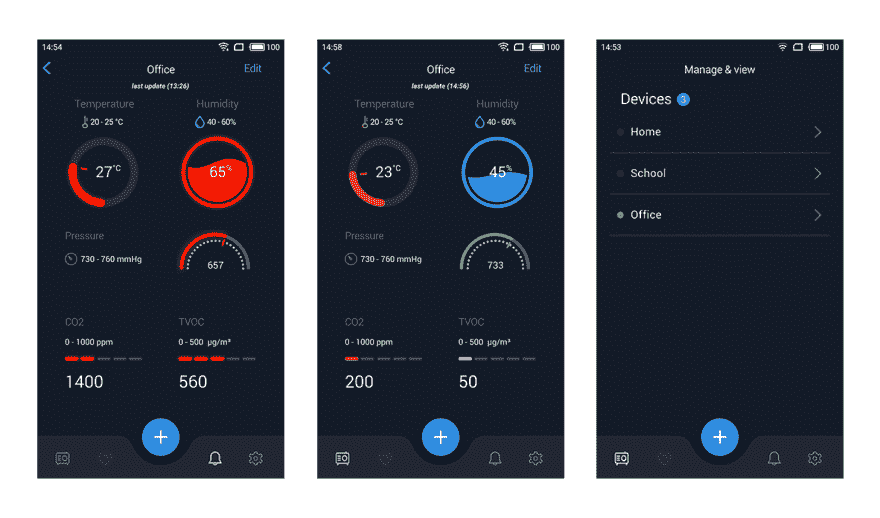 14:54 100
Office Edit
last update (13:26)
Temperature Humidity
20 - 25 °C 40 - 60%
27°C 65%
Pressure
730 - 760 mmHg 657
CO2 TVOC
0 - 1000 ppm 0 - 500 µg/m³
1400 560
14:58 100
Office Edit
last update (14:56)
Temperature Humidity
20 - 25 °C 40 - 60%
23°C 45%
Pressure
730 - 760 mmHg 733
CO2 TVOC
0 - 1000 ppm 0 - 500 µg/m³
200 50
14:53 100
Manage & view
Devices 3
Home
School
Office